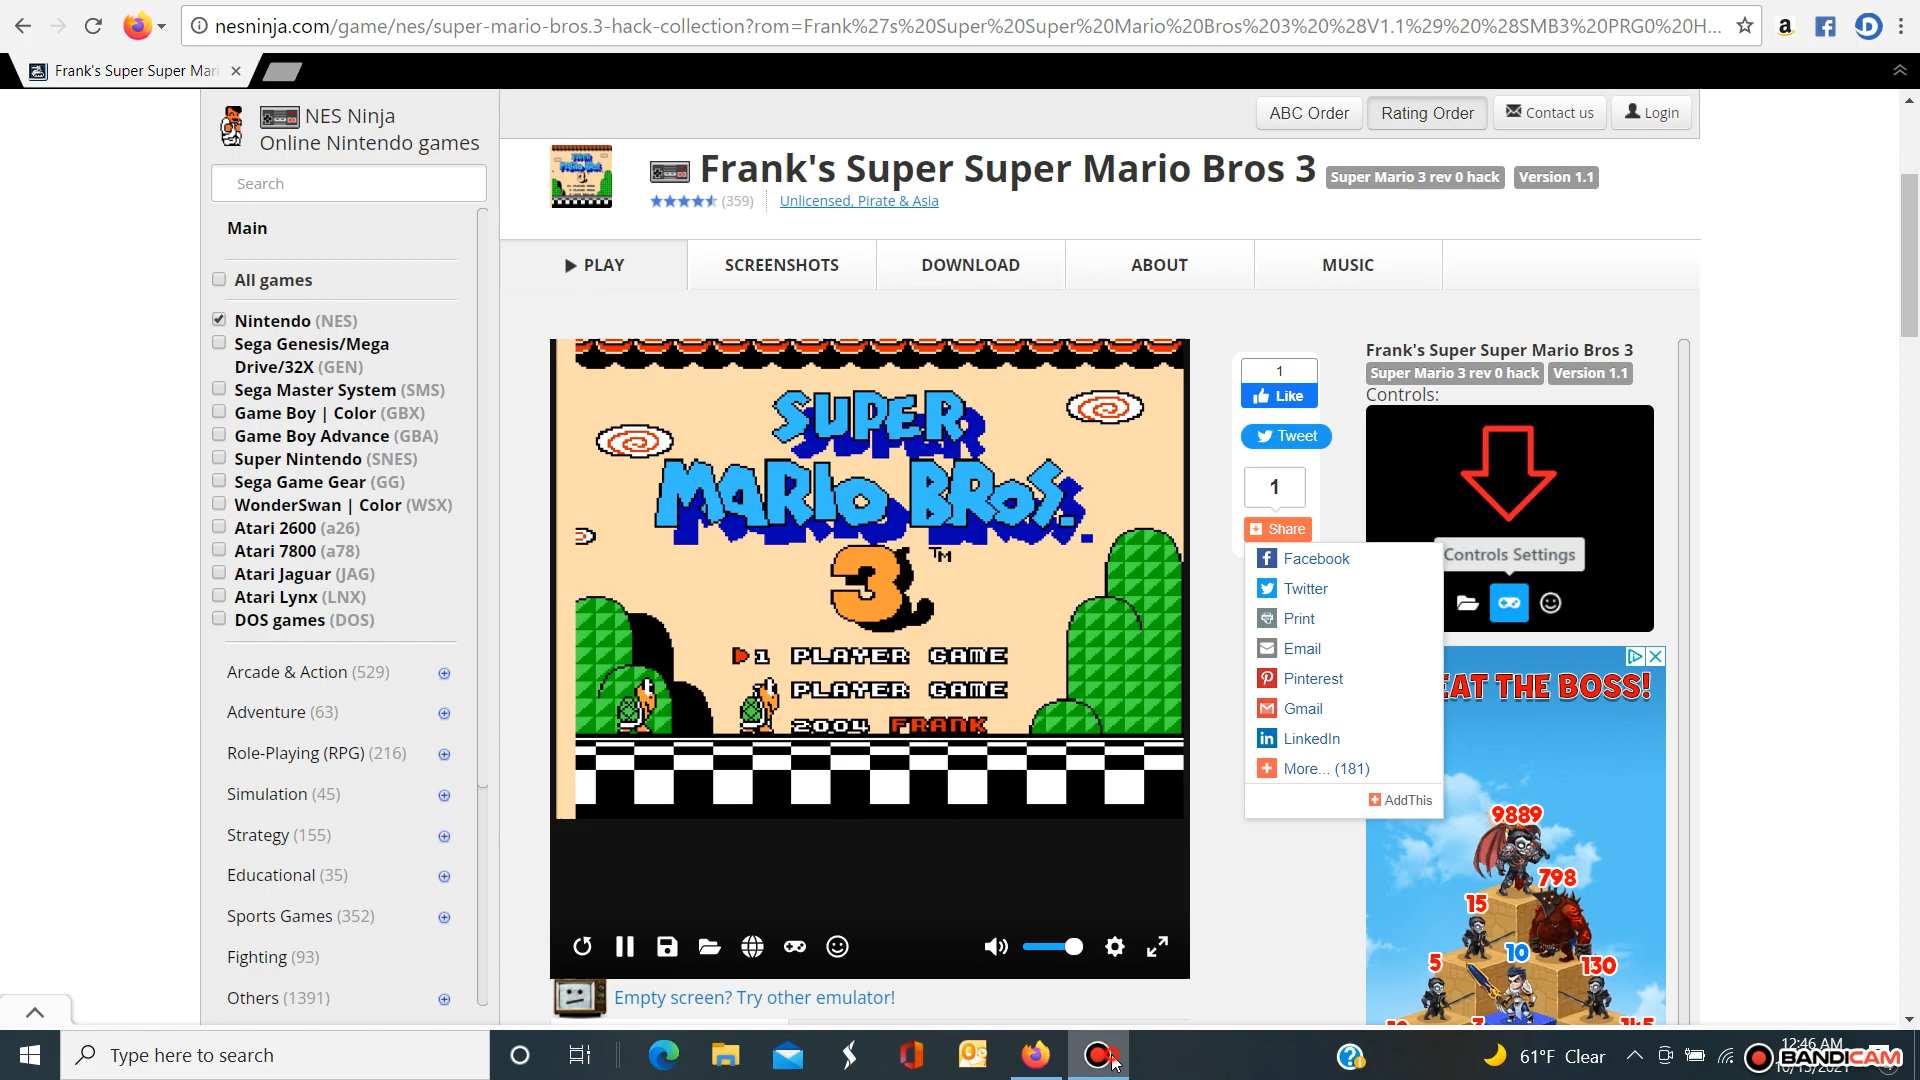 nesninja.com/game/nes/super-mario-bros.3-hack-collection?rom=Frank%27s%20Super%20Super%20Mario%20Bros%203%20%28V1.1%29%20%28SMB3%20PRG0%20H...
Frank's Super Super Mari
NES Ninja
Online Nintendo games
Search
Main
All games
Nintendo (NES)
Sega Genesis/Mega
Drive/32X (GEN)
Sega Master System (SMS)
Game Boy | Color (GBX)
Game Boy Advance (GBA)
Super Nintendo (SNES)
Sega Game Gear (GG)
WonderSwan | Color (WSX)
Atari 2600 (a26)
Atari 7800 (a78)
Atari Jaguar (JAG)
Atari Lynx (LNX)
DOS games (DOS)
Arcade & Action (529)
Adventure (63)
Role-Playing (RPG) (216)
Simulation (45)
Strategy (155)
Educational (35)
Sports Games (352)
Fighting (93)
Others (1391)
ABC Order
Rating Order
Contact us
Login
Frank's Super Super Mario Bros 3 Super Mario 3 rev 0 hack Version 1.1
(359) Unlicensed, Pirate & Asia
PLAY
SCREENSHOTS
DOWNLOAD
ABOUT
MUSIC
SUPER
MARIO BROS.
3 TM
1 PLAYER GAME
PLAYER GAME
2004 FRANK
Empty screen? Try other emulator!
1
Like
Tweet
1
Share
Facebook
Twitter
Print
Email
Pinterest
Gmail
LinkedIn
More... (181)
AddThis
Frank's Super Super Mario Bros 3
Super Mario 3 rev 0 hack Version 1.1
Controls:
Controls Settings
EAT THE BOSS!
9889
798
15
10
5
130
Type here to search
61°F Clear
12:46 AM
BANDICAM